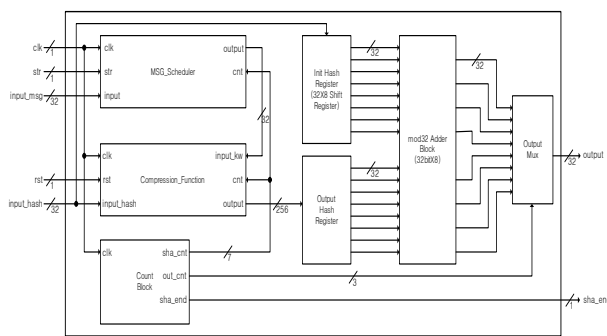 clk
1
str
1
input_msg
32
clk
str
input
MSG_Scheduler
output
cnt
32
rst
1
input_hash
32
clk
rst
input_hash
Compression_Function
input_kw
cnt
output
256
clk
Count
Block
sha_cnt
7
out_cnt
3
sha_end
Init Hash
Register
(32X8 Shift
Register)
32
Output
Hash
Register
32
mod32 Adder
Block
(32bitX8)
32
Output
Mux
32
output
1
sha_en